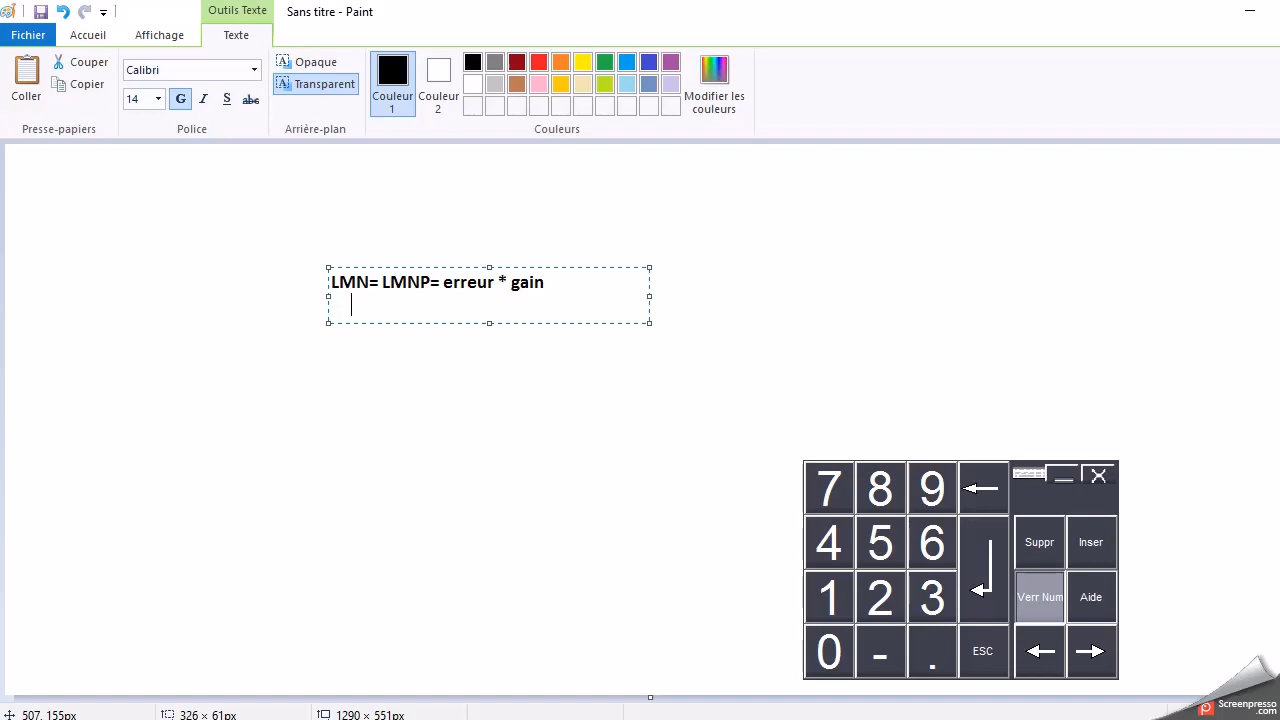 Outils Texte
Sans titre - Paint
Fichier
Accueil
Affichage
Texte
Coller
Couper
Copier
Presse-papiers
Calibri
14
G I S abc
Police
Opaque
Transparent
Arrière-plan
Couleur 1
Couleur 2
Modifier les couleurs
Couleurs
LMN= LMNP= erreur * gain
7 8 9
4 5 6 Suppr Inser
1 2 3 Verr Num Aide
0 - . ESC
507, 155px
326 × 61px
1290 × 551px
Screenpresso
.com